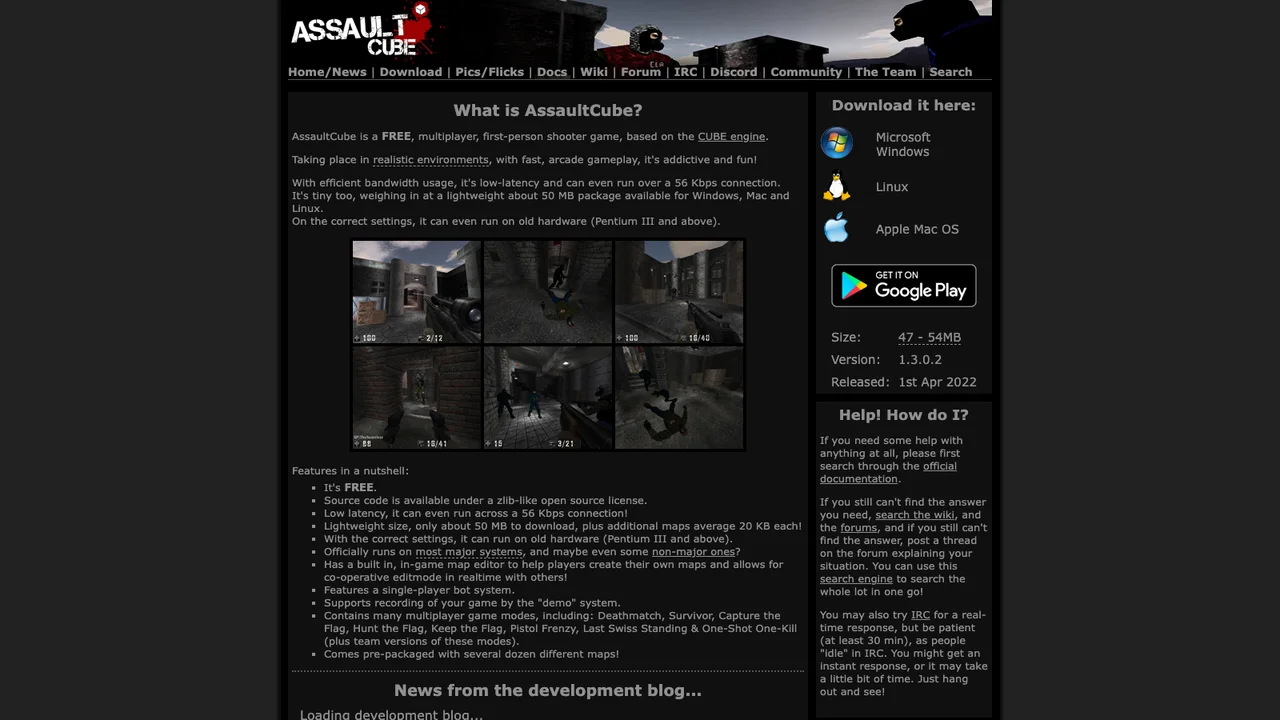 ASSAULT
CUBE
Home/News | Download | Pics/Flicks | Docs | Wiki | Forum | IRC | Discord | Community | The Team | Search
What is AssaultCube?
AssaultCube is a FREE, multiplayer, first-person shooter game, based on the CUBE engine.
Taking place in realistic environments, with fast, arcade gameplay, it's addictive and fun!
With efficient bandwidth usage, it's low-latency and can even run over a 56 Kbps connection.
It's tiny too, weighing in at a lightweight about 50 MB package available for Windows, Mac and
Linux.
On the correct settings, it can even run on old hardware (Pentium III and above).
100 2/12
100 18/40
86 18/41
15 3/21
Features in a nutshell:
It's FREE.
Source code is available under a zlib-like open source license.
Low latency, it can even run across a 56 Kbps connection!
Lightweight size, only about 50 MB to download, plus additional maps average 20 KB each!
With the correct settings, it can run on old hardware (Pentium III and above).
Officially runs on most major systems, and maybe even some non-major ones?
Has a built in, in-game map editor to help players create their own maps and allows for
co-operative editmode in realtime with others!
Features a single-player bot system.
Supports recording of your game by the "demo" system.
Contains many multiplayer game modes, including: Deathmatch, Survivor, Capture the
Flag, Hunt the Flag, Keep the Flag, Pistol Frenzy, Last Swiss Standing & One-Shot One-Kill
(plus team versions of these modes).
Comes pre-packaged with several dozen different maps!
News from the development blog...
Loading development blog...
Download it here:
Microsoft
Windows
Linux
Apple Mac OS
GET IT ON
Google Play
Size: 47 - 54MB
Version: 1.3.0.2
Released: 1st Apr 2022
Help! How do I?
If you need some help with
anything at all, please first
search through the official
documentation.
If you still can't find the answer
you need, search the wiki, and
the forums, and if you still can't
find the answer, post a thread
on the forum explaining your
situation. You can use this
search engine to search the
whole lot in one go!
You may also try IRC for a real-
time response, but be patient
(at least 30 min), as people
"idle" in IRC. You might get an
instant response, or it may take
a little bit of time. Just hang
out and see!